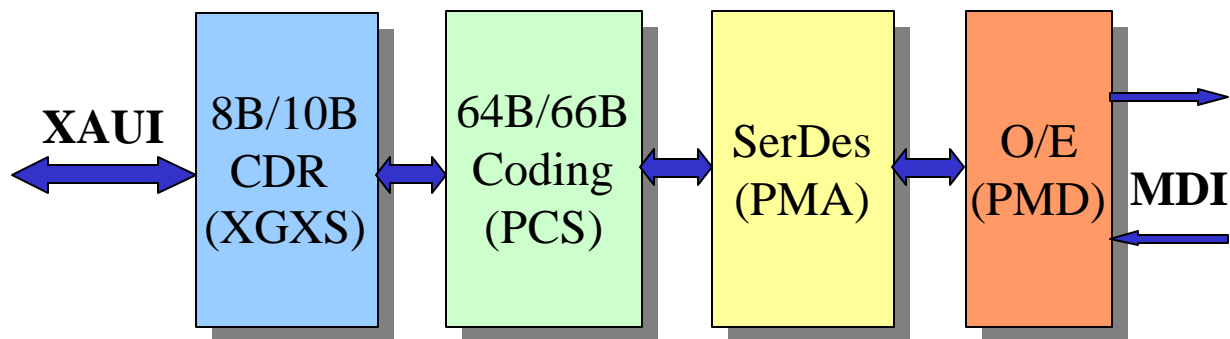 XAUI
8B/10B
CDR
(XGXS)
64B/66B
Coding
(PCS)
SerDes
(PMA)
O/E
(PMD)
MDI